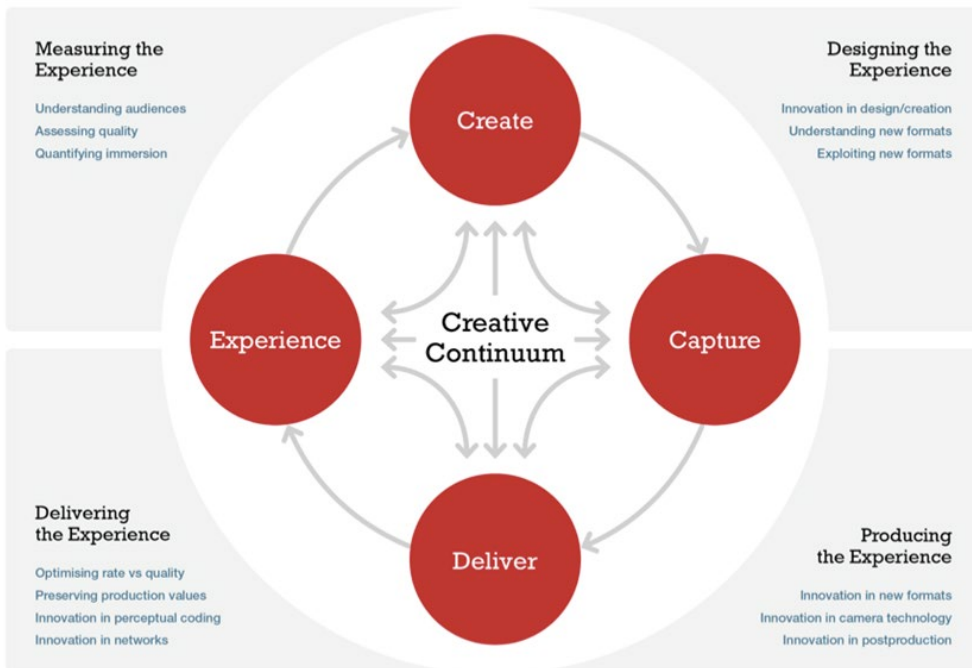 Measuring the
Experience
Understanding audiences
Assessing quality
Quantifying immersion
Designing the
Experience
Innovation in design/creation
Understanding new formats
Exploiting new formats
Create
Experience
Creative
Continuum
Capture
Deliver
Delivering
the Experience
Optimising rate vs quality
Preserving production values
Innovation in perceptual coding
Innovation in networks
Producing
the Experience
Innovation in new formats
Innovation in camera technology
Innovation in postproduction